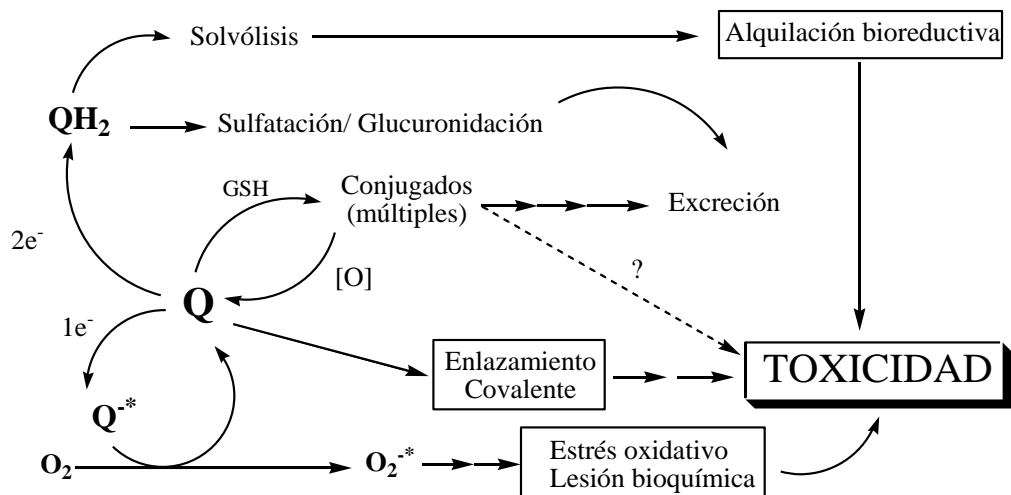 Solvólisis
Alquilación bioreductiva
QH₂
Sulfatación/ Glucuronidación
GSH
Conjugados
(múltiples)
Excreción
2e⁻
[O]
?
Q
1e⁻
Enlazamiento
Covalente
TOXICIDAD
Q⁻*
O₂
O₂⁻*
Estrés oxidativo
Lesión bioquímica